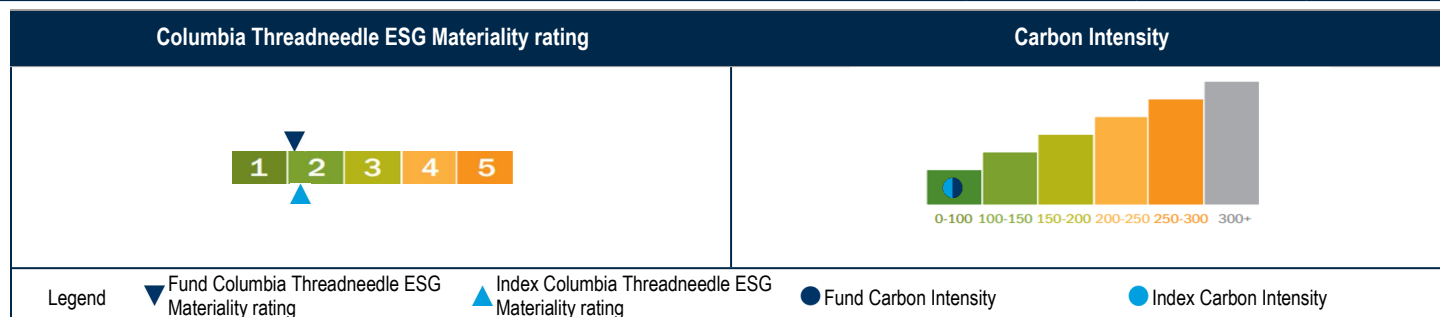 Columbia Threadneedle ESG Materiality rating
Carbon Intensity
1 2 3 4 5
0-100 100-150 150-200 200-250 250-300 300+
Legend
Fund Columbia Threadneedle ESG
Materiality rating
Index Columbia Threadneedle ESG
Materiality rating
Fund Carbon Intensity
Index Carbon Intensity